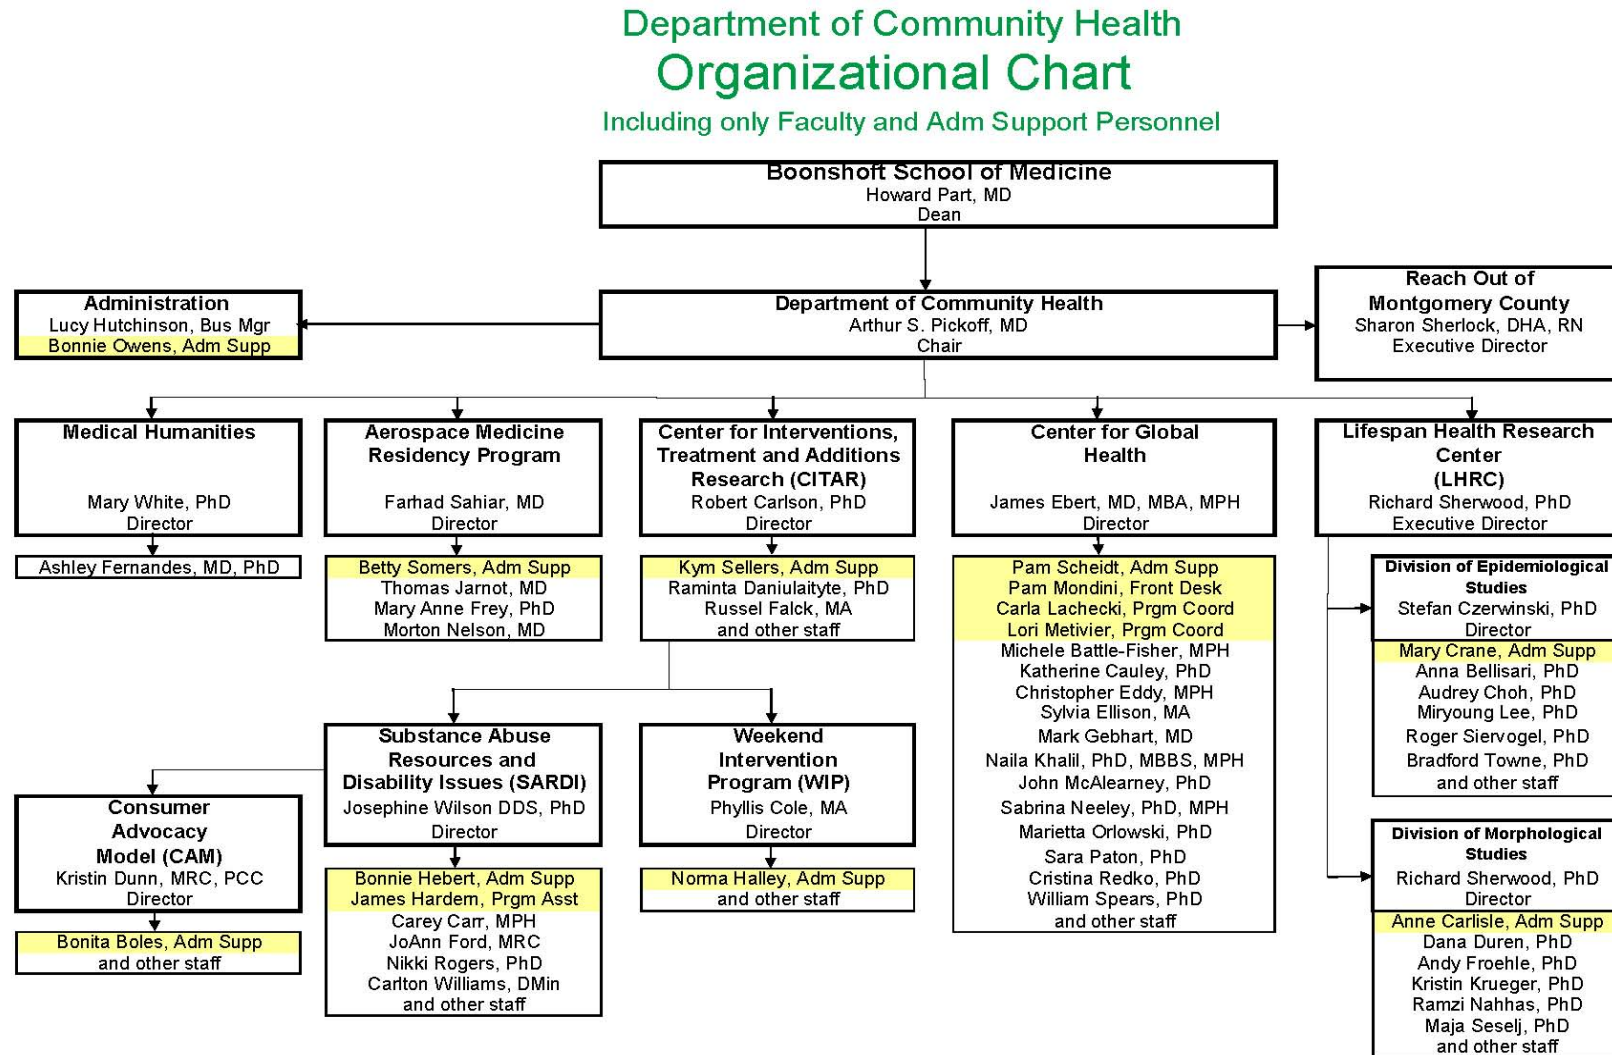 Department of Community Health
Organizational Chart
Including only Faculty and Adm Support Personnel
Boonshoft School of Medicine
Howard Part, MD
Dean
Administration
Lucy Hutchinson, Bus Mgr
Bonnie Owens, Adm Supp
Department of Community Health
Arthur S. Pickoff, MD
Chair
Reach Out of
Montgomery County
Sharon Sherlock, DHA, RN
Executive Director
Medical Humanities
Mary White, PhD
Director
Ashley Fernandes, MD, PhD
Aerospace Medicine
Residency Program
Farhad Sahiar, MD
Director
Betty Somers, Adm Supp
Thomas Jarnot, MD
Mary Anne Frey, PhD
Morton Nelson, MD
Center for Interventions,
Treatment and Additions
Research (CITAR)
Robert Carlson, PhD
Director
Kym Sellers, Adm Supp
Raminta Daniulaityte, PhD
Russel Falck, MA
and other staff
Center for Global
Health
James Ebert, MD, MBA, MPH
Director
Pam Scheidt, Adm Supp
Pam Mondini, Front Desk
Carla Lachecki, Prgm Coord
Lori Metivier, Prgm Coord
Michele Battle-Fisher, MPH
Katherine Cauley, PhD
Christopher Eddy, MPH
Sylvia Ellison, MA
Mark Gebhart, MD
Naila Khalil, PhD, MBBS, MPH
John McAlearney, PhD
Sabrina Neeley, PhD, MPH
Marietta Orlowski, PhD
Sara Paton, PhD
Cristina Redko, PhD
William Spears, PhD
and other staff
Lifespan Health Research
Center
(LHRC)
Richard Sherwood, PhD
Executive Director
Division of Epidemiological
Studies
Stefan Czerwinski, PhD
Director
Mary Crane, Adm Supp
Anna Bellisari, PhD
Audrey Choh, PhD
Miryoung Lee, PhD
Roger Siervogel, PhD
Bradford Towne, PhD
and other staff
Division of Morphological
Studies
Richard Sherwood, PhD
Director
Anne Carlisle, Adm Supp
Dana Duren, PhD
Andy Froehle, PhD
Kristin Krueger, PhD
Ramzi Nahhas, PhD
Maja Seselj, PhD
and other staff
Substance Abuse
Resources and
Disability Issues (SARDI)
Josephine Wilson DDS, PhD
Director
Bonnie Hebert, Adm Supp
James Hardern, Prgm Asst
Carey Carr, MPH
JoAnn Ford, MRC
Nikki Rogers, PhD
Carlton Williams, DMin
and other staff
Weekend
Intervention
Program (WIP)
Phyllis Cole, MA
Director
Norma Halley, Adm Supp
and other staff
Consumer
Advocacy
Model (CAM)
Kristin Dunn, MRC, PCC
Director
Bonita Boles, Adm Supp
and other staff